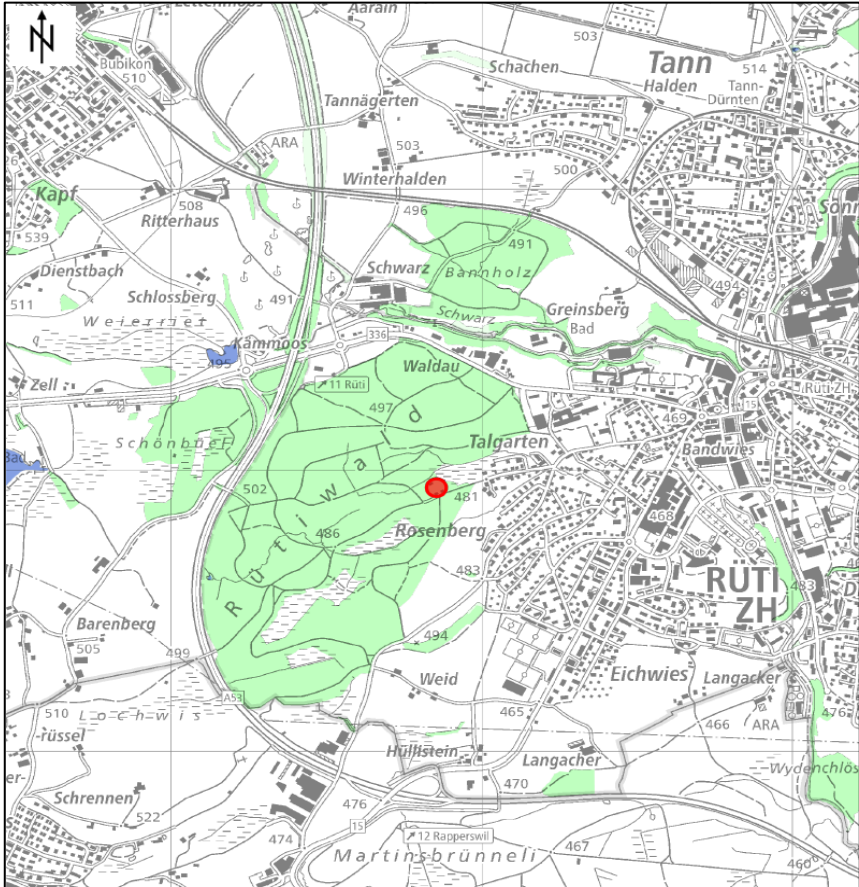 N
Aarain
Bubikon
510
503
Schachen
Tann
Halden
514
Tann-
Dürnten
Tannägerten
ARA
503
500
Winterhalden
Kapf
508
496
Ritterhaus
539
491
Dienstbach
Schwarz
Bannholz
511
Schlossberg
491
494
Greinsberg
Weierriet
Schwarz
Bad
336
Kämmoos
495
Waldau
Rüti ZH
Zell
11 Rüti
15
497
469
Schönbüel
Talgarten
Bandwies
Bad
502
481
Rütiwald
486
Rosenberg
468
483
RÜTI
ZH
483
Barenberg
494
505
499
Weid
Eichwies
Langacker
A53
510
Lochwis
465
466
ARA
476
-rüssel
Hüllistein
Langacher
Wydenchlös
Schrennen
470
522
476
15
474
12 Rapperswil
467
Martinsbrünneli
460